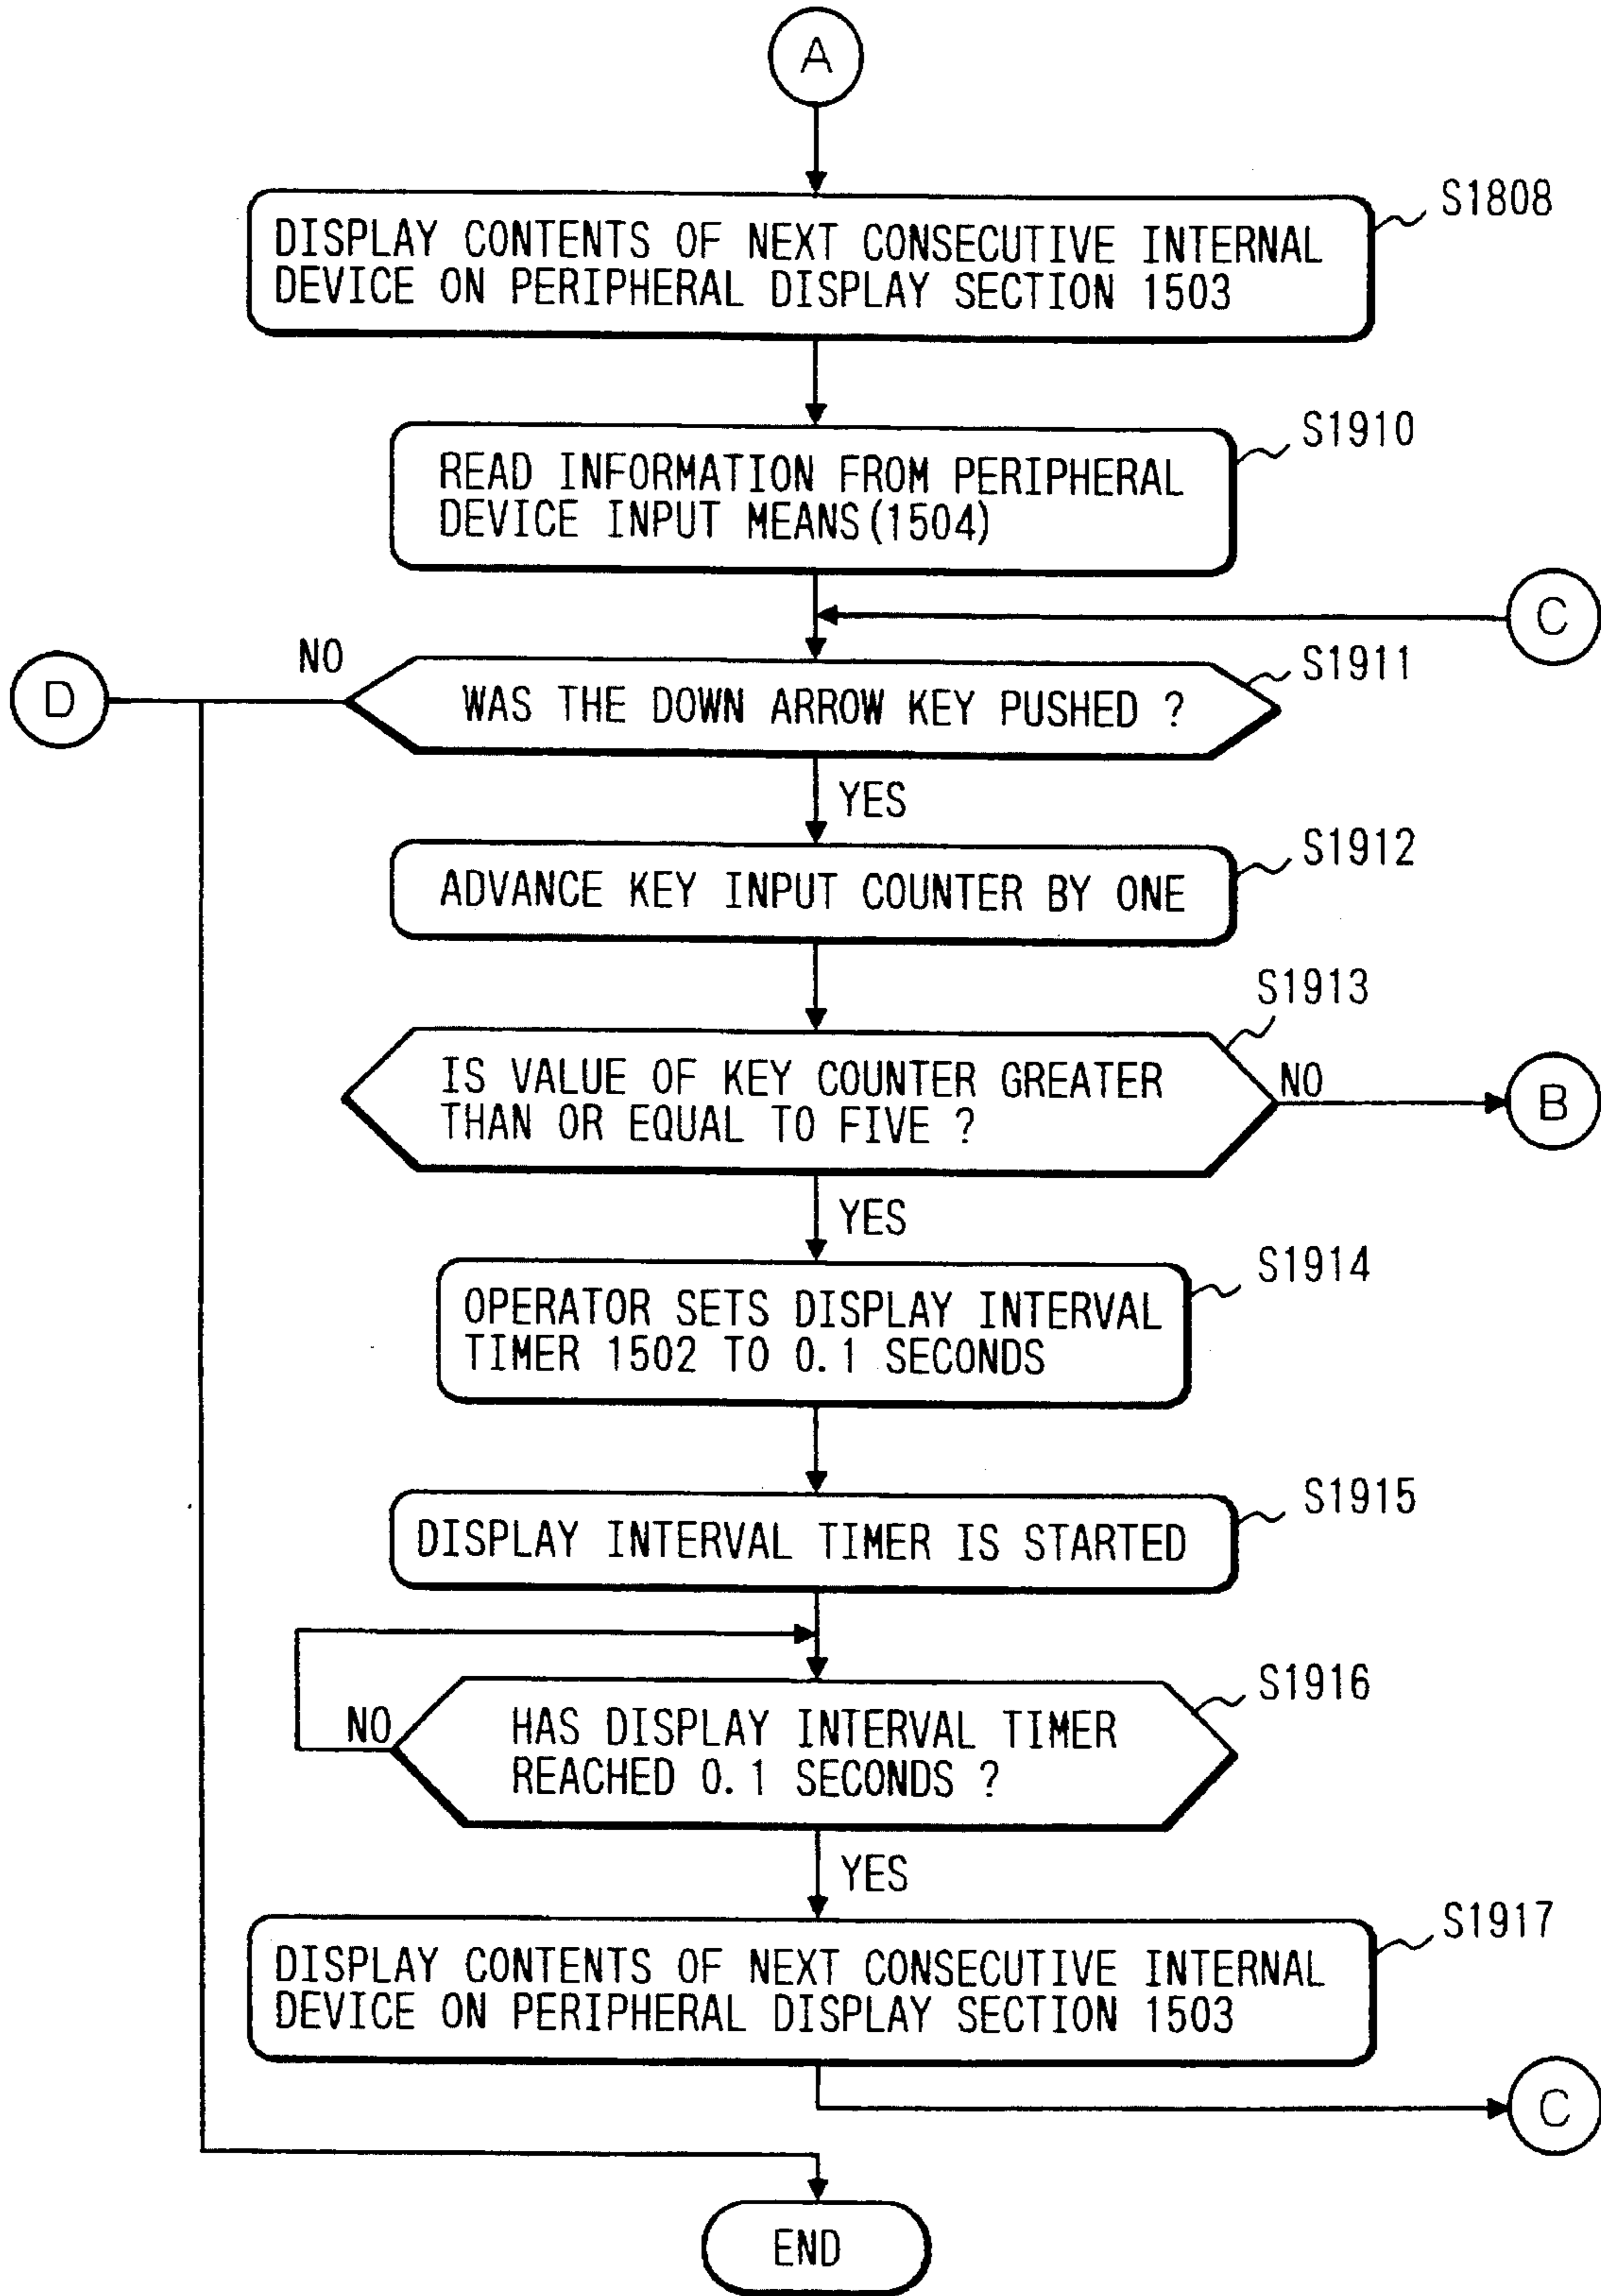 A
S1808
DISPLAY CONTENTS OF NEXT CONSECUTIVE INTERNAL
DEVICE ON PERIPHERAL DISPLAY SECTION 1503
S1910
READ INFORMATION FROM PERIPHERAL
DEVICE INPUT MEANS(1504)
C
D
NO
S1911
WAS THE DOWN ARROW KEY PUSHED ?
YES
S1912
ADVANCE KEY INPUT COUNTER BY ONE
S1913
IS VALUE OF KEY COUNTER GREATER
THAN OR EQUAL TO FIVE ?
NO
B
YES
S1914
OPERATOR SETS DISPLAY INTERVAL
TIMER 1502 TO 0.1 SECONDS
S1915
DISPLAY INTERVAL TIMER IS STARTED
S1916
NO
HAS DISPLAY INTERVAL TIMER
REACHED 0.1 SECONDS ?
YES
S1917
DISPLAY CONTENTS OF NEXT CONSECUTIVE INTERNAL
DEVICE ON PERIPHERAL DISPLAY SECTION 1503
C
END